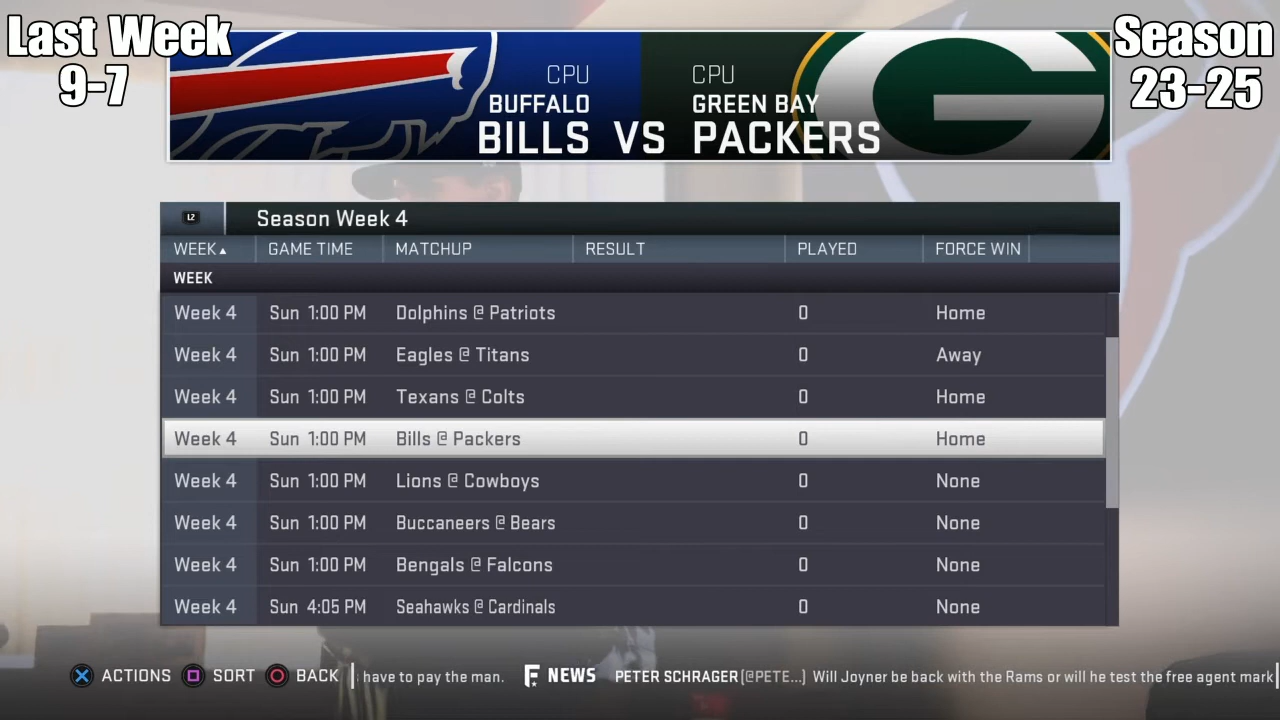 Last Week
9-7
Season
23-25
CPU
BUFFALO
BILLS VS PACKERS
CPU
GREEN BAY
G
L2 Season Week 4
WEEK GAME TIME MATCHUP RESULT PLAYED FORCE WIN
WEEK
Week 4 Sun 1:00 PM Dolphins @ Patriots 0 Home
Week 4 Sun 1:00 PM Eagles @ Titans 0 Away
Week 4 Sun 1:00 PM Texans @ Colts 0 Home
Week 4 Sun 1:00 PM Bills @ Packers 0 Home
Week 4 Sun 1:00 PM Lions @ Cowboys 0 None
Week 4 Sun 1:00 PM Buccaneers @ Bears 0 None
Week 4 Sun 1:00 PM Bengals @ Falcons 0 None
Week 4 Sun 4:05 PM Seahawks @ Cardinals 0 None
ACTIONS SORT BACK have to pay the man. F NEWS PETER SCHRAGER (@PETE...) Will Joyner be back with the Rams or will he test the free agent mark